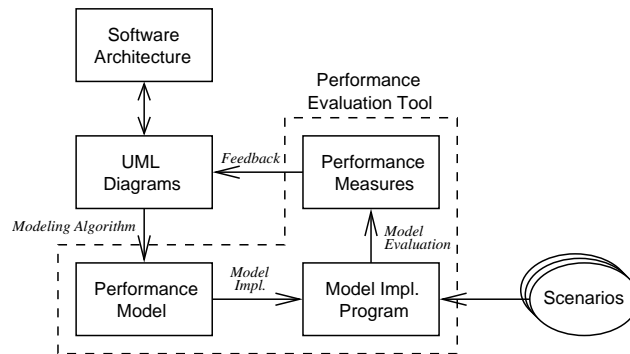 Software
Architecture
Performance
Evaluation Tool
UML
Diagrams
Feedback
Performance
Measures
Modeling Algorithm
Model
Evaluation
Performance
Model
Model
Impl.
Model Impl.
Program
Scenarios